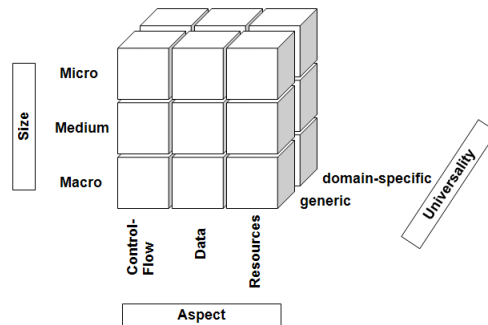 Micro
Size
Medium
Macro
domain-specific
generic
Universality
Control-
Flow
Data
Resources
Aspect